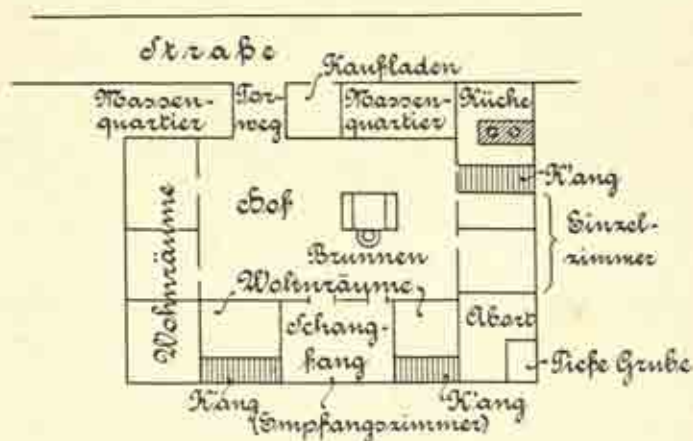 Straße
Kaufladen
Massen-
quartier
Tor-
weg
Massen-
quartier
Küche
K'ang
Hof
Einzel-
zimmer
Wohnräume
Brunnen
Wohnräume
Schang-
fang
Abort
Tiefe Grube
K'ang
(Empfangszimmer)
K'ang